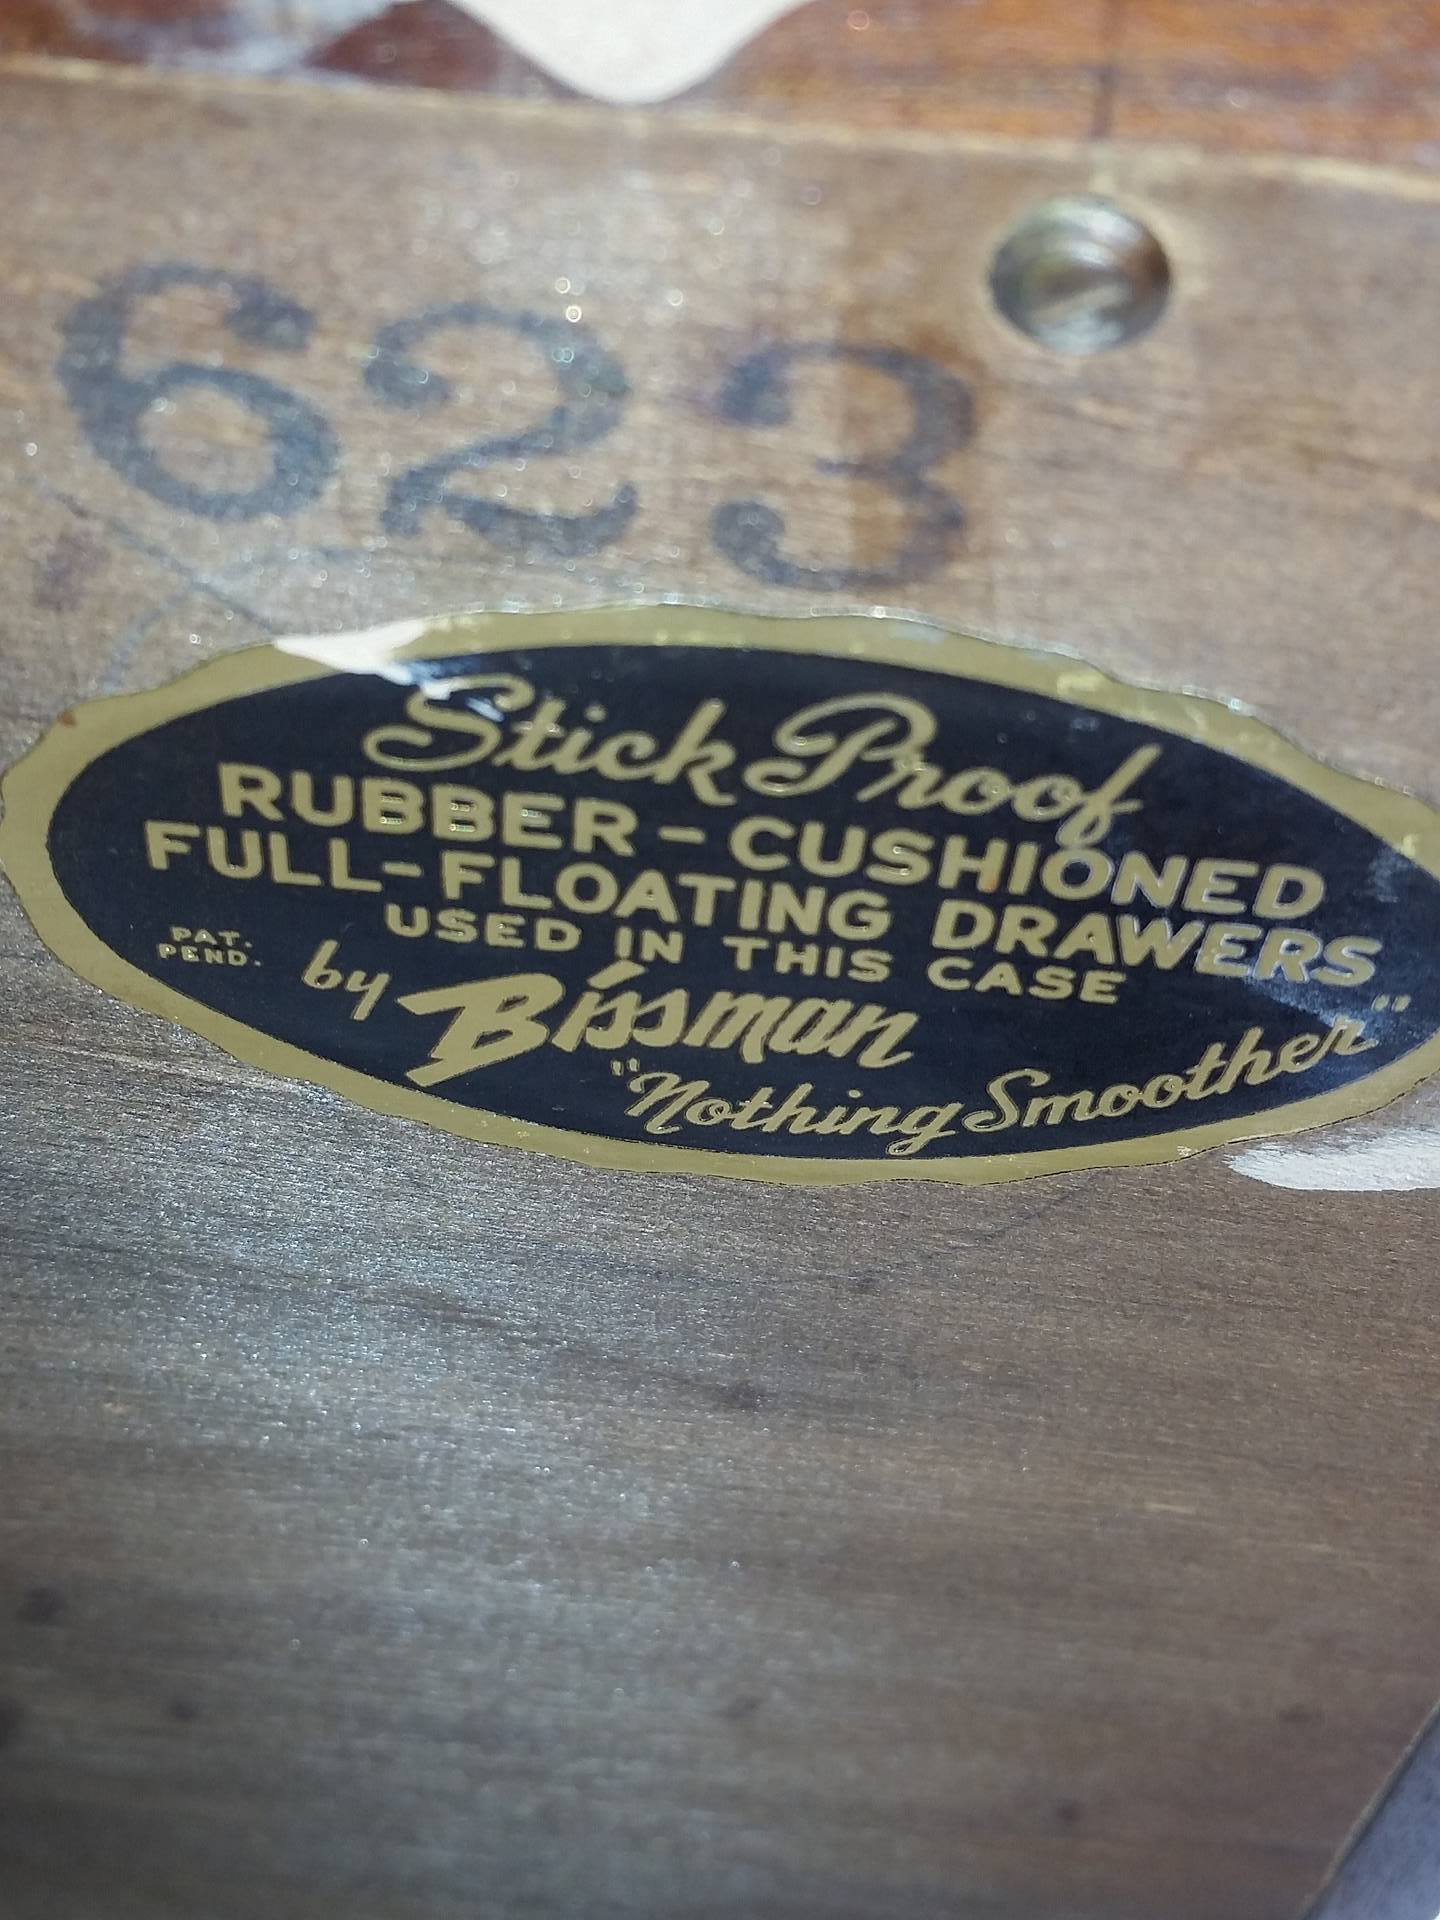 623
Stick Proof
RUBBER-CUSHIONED
FULL-FLOATING DRAWERS
USED IN THIS CASE
PAT.
PEND.
by Bissman
"Nothing Smoother"